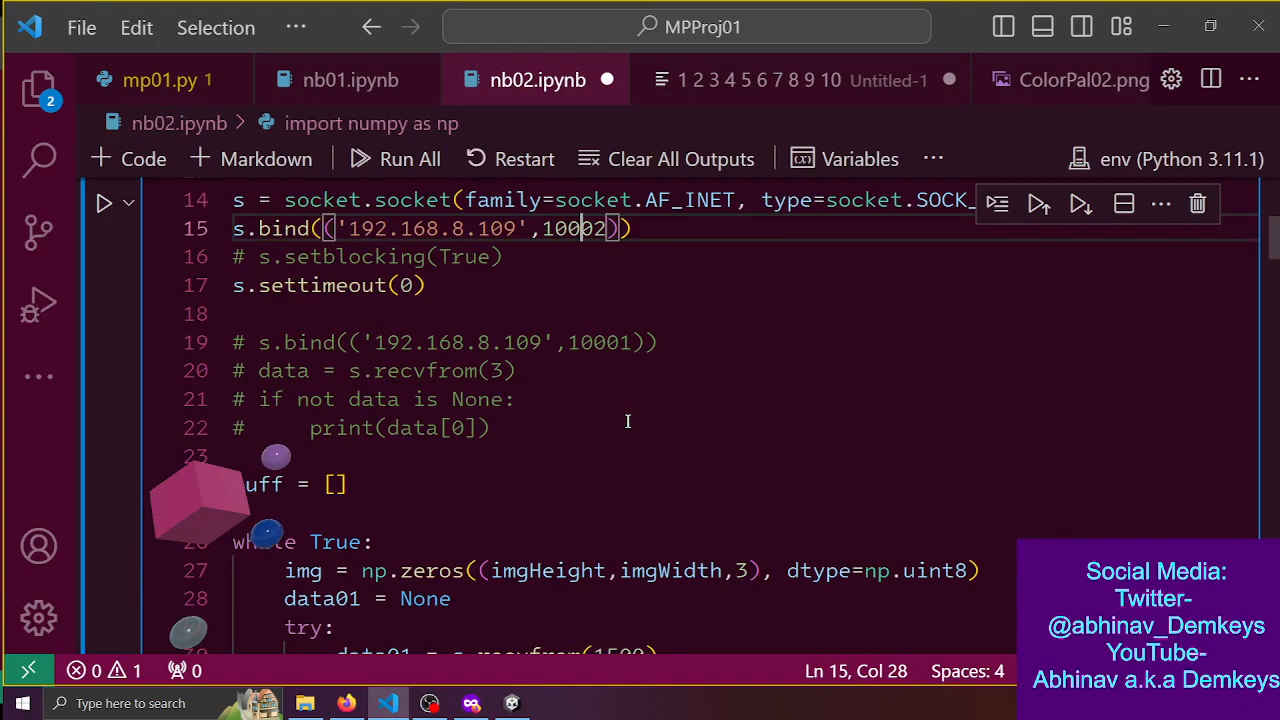 File Edit Selection ··· MPProj01
mp01.py 1 nb01.ipynb nb02.ipynb 1 2 3 4 5 6 7 8 9 10 Untitled-1 ColorPal02.png
2
nb02.ipynb > import numpy as np
+ Code + Markdown Run All Restart Clear All Outputs Variables ··· env (Python 3.11.1)
14 s = socket.socket(family=socket.AF_INET, type=socket.SOCK_
15 s.bind(('192.168.8.109',10002))
16 # s.setblocking(True)
17 s.settimeout(0)
18
19 # s.bind(('192.168.8.109',10001))
20 # data = s.recvfrom(3)
21 # if not data is None:
22 #     print(data[0])
23
uff = []
True:
27 img = np.zeros((imgHeight,imgWidth,3), dtype=np.uint8)
28 data01 = None
try:
data01 = s.recvfrom(1500)
Social Media:
Twitter-
@abhinav_Demkeys
YouTube-
Abhinav a.k.a Demkeys
0 1 0 Ln 15, Col 28 Spaces: 4
Type here to search